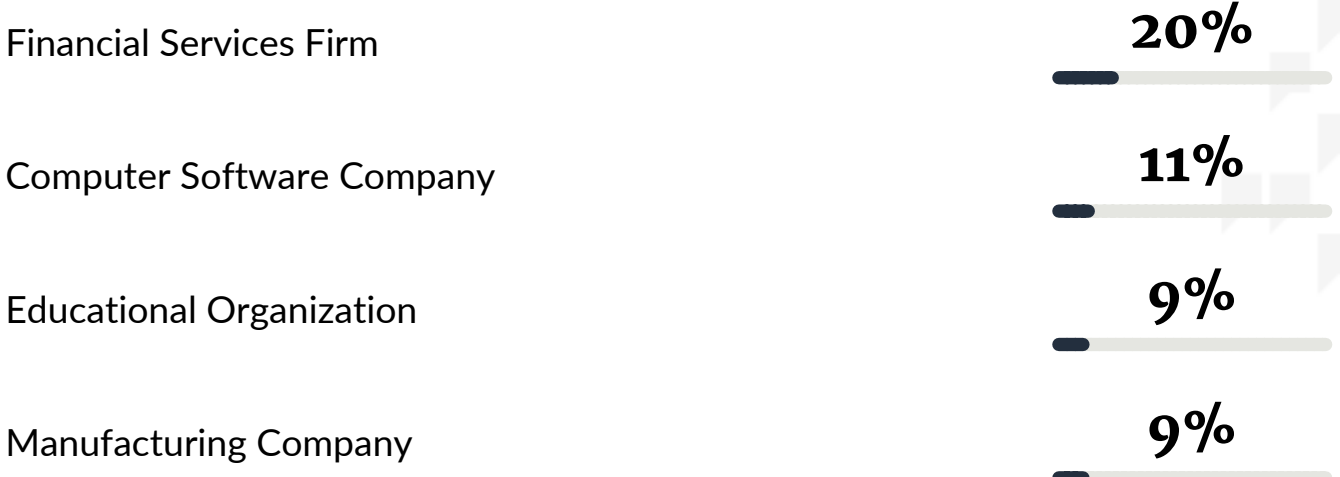 Financial Services Firm 20%
Computer Software Company 11%
Educational Organization 9%
Manufacturing Company 9%